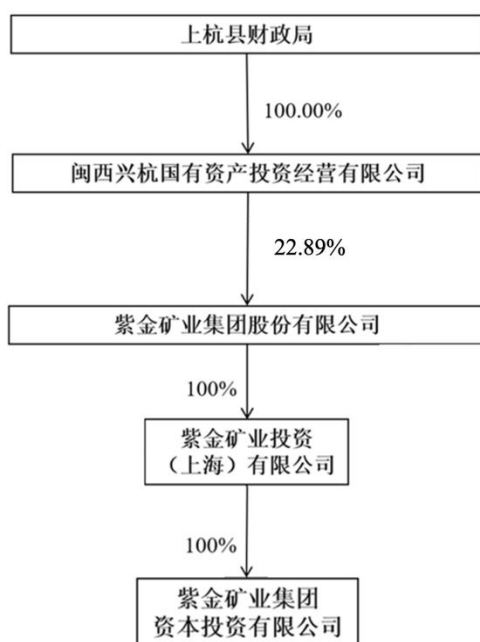 上杭县财政局
100.00%
闽西兴杭国有资产投资经营有限公司
22.89%
紫金矿业集团股份有限公司
100%
紫金矿业投资
（上海）有限公司
100%
紫金矿业集团
资本投资有限公司